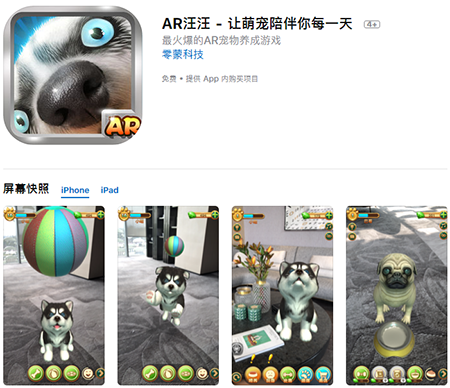 AR汪汪 - 让萌宠陪伴你每一天 4+
最火爆的AR宠物养成游戏
零蒙科技
免费 • 提供 App 内购买项目
AR
屏幕快照 iPhone iPad